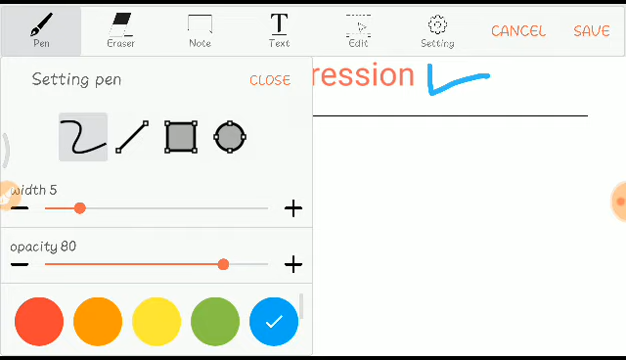 Pen Eraser Note Text Edit Setting CANCEL SAVE
Setting pen CLOSE
ression
width 5
opacity 80